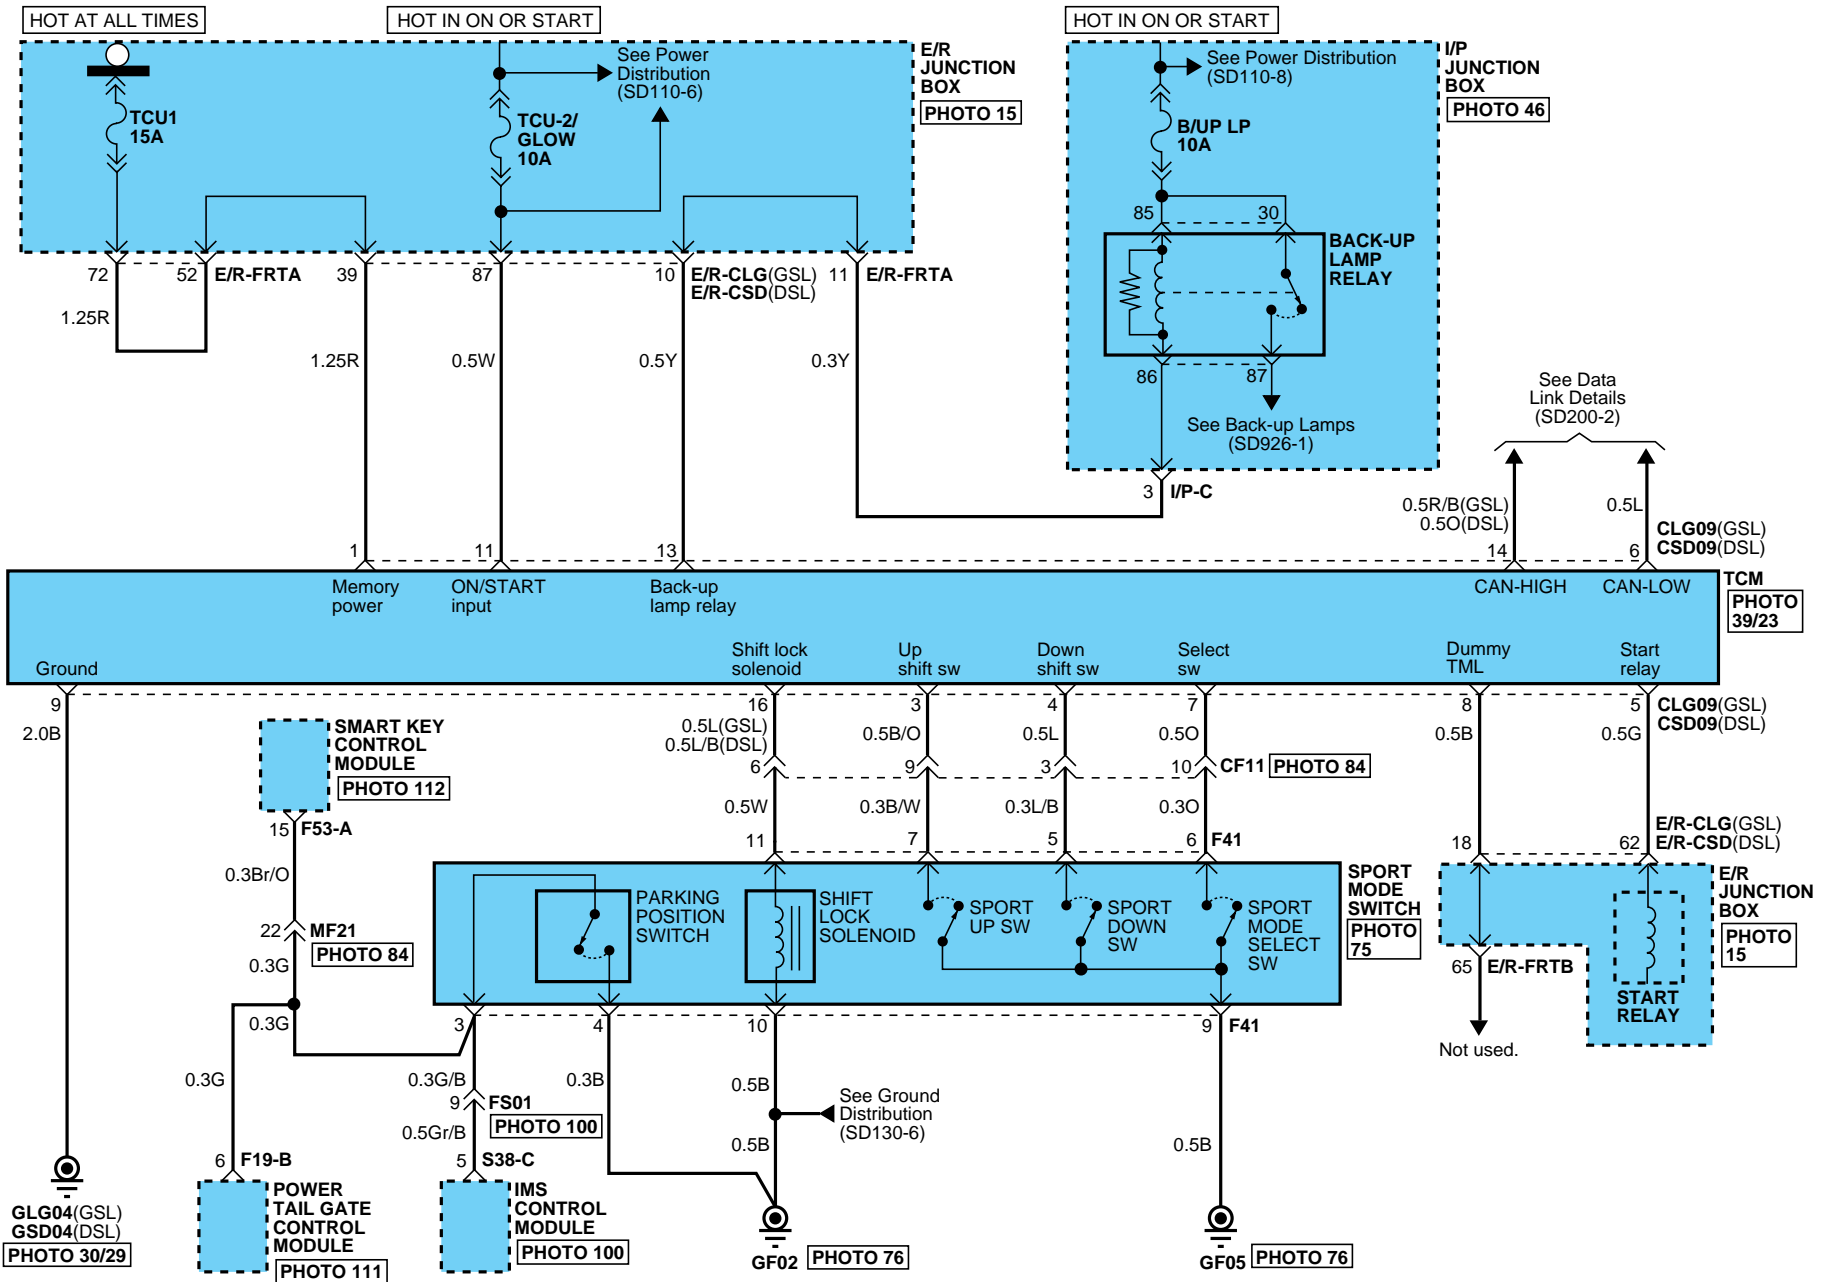 HOT AT ALL TIMES
HOT IN ON OR START
HOT IN ON OR START
See Power
Distribution
(SD110-6)
E/R
JUNCTION
BOX
PHOTO 15
See Power Distribution
(SD110-8)
I/P
JUNCTION
BOX
PHOTO 46
TCU1
15A
TCU-2/
GLOW
10A
B/UP LP
10A
85
30
BACK-UP
LAMP
RELAY
72
52
E/R-FRTA
39
87
10
E/R-CLG(GSL)
E/R-CSD(DSL)
11
E/R-FRTA
1.25R
1.25R
0.5W
0.5Y
0.3Y
86
87
See Back-up Lamps
(SD926-1)
3
I/P-C
See Data
Link Details
(SD200-2)
0.5R/B(GSL)
0.5O(DSL)
0.5L
CLG09(GSL)
CSD09(DSL)
1
11
13
14
6
Memory
power
ON/START
input
Back-up
lamp relay
CAN-HIGH
CAN-LOW
TCM
PHOTO
39/23
Ground
Shift lock
solenoid
Up
shift sw
Down
shift sw
Select
sw
Dummy
TML
Start
relay
9
16
3
4
7
8
5
CLG09(GSL)
CSD09(DSL)
2.0B
0.5L(GSL)
0.5L/B(DSL)
0.5B/O
0.5L
0.5O
0.5B
0.5G
SMART KEY
CONTROL
MODULE
PHOTO 112
6
9
3
10
CF11
PHOTO 84
15
F53-A
0.5W
0.3B/W
0.3L/B
0.3O
11
7
5
6
F41
18
62
E/R-CLG(GSL)
E/R-CSD(DSL)
0.3Br/O
PARKING
POSITION
SWITCH
SHIFT
LOCK
SOLENOID
SPORT
UP SW
SPORT
DOWN
SW
SPORT
MODE
SELECT
SW
SPORT
MODE
SWITCH
PHOTO
75
E/R
JUNCTION
BOX
PHOTO
15
22
MF21
PHOTO 84
0.3G
65
E/R-FRTB
START
RELAY
0.3G
3
4
10
9
F41
Not used.
0.3G
0.3G/B
0.3B
0.5B
See Ground
Distribution
(SD130-6)
9
FS01
PHOTO 100
0.5Gr/B
0.5B
0.5B
6
F19-B
5
S38-C
GLG04(GSL)
GSD04(DSL)
PHOTO 30/29
POWER
TAIL GATE
CONTROL
MODULE
PHOTO 111
IMS
CONTROL
MODULE
PHOTO 100
GF02
PHOTO 76
GF05
PHOTO 76